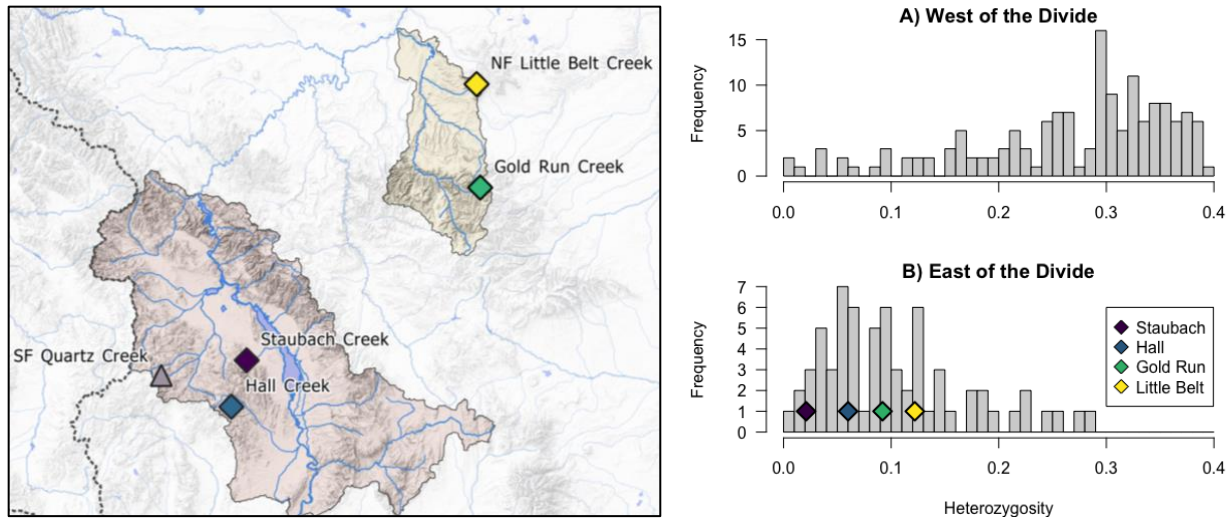 NF Little Belt Creek
Gold Run Creek
Staubach Creek
SF Quartz Creek
Hall Creek
A) West of the Divide
Frequency
15
10
5
0
0.0 0.1 0.2 0.3 0.4
B) East of the Divide
Frequency
7
6
5
4
3
2
1
0
Staubach
Hall
Gold Run
Little Belt
0.0 0.1 0.2 0.3 0.4
Heterozygosity